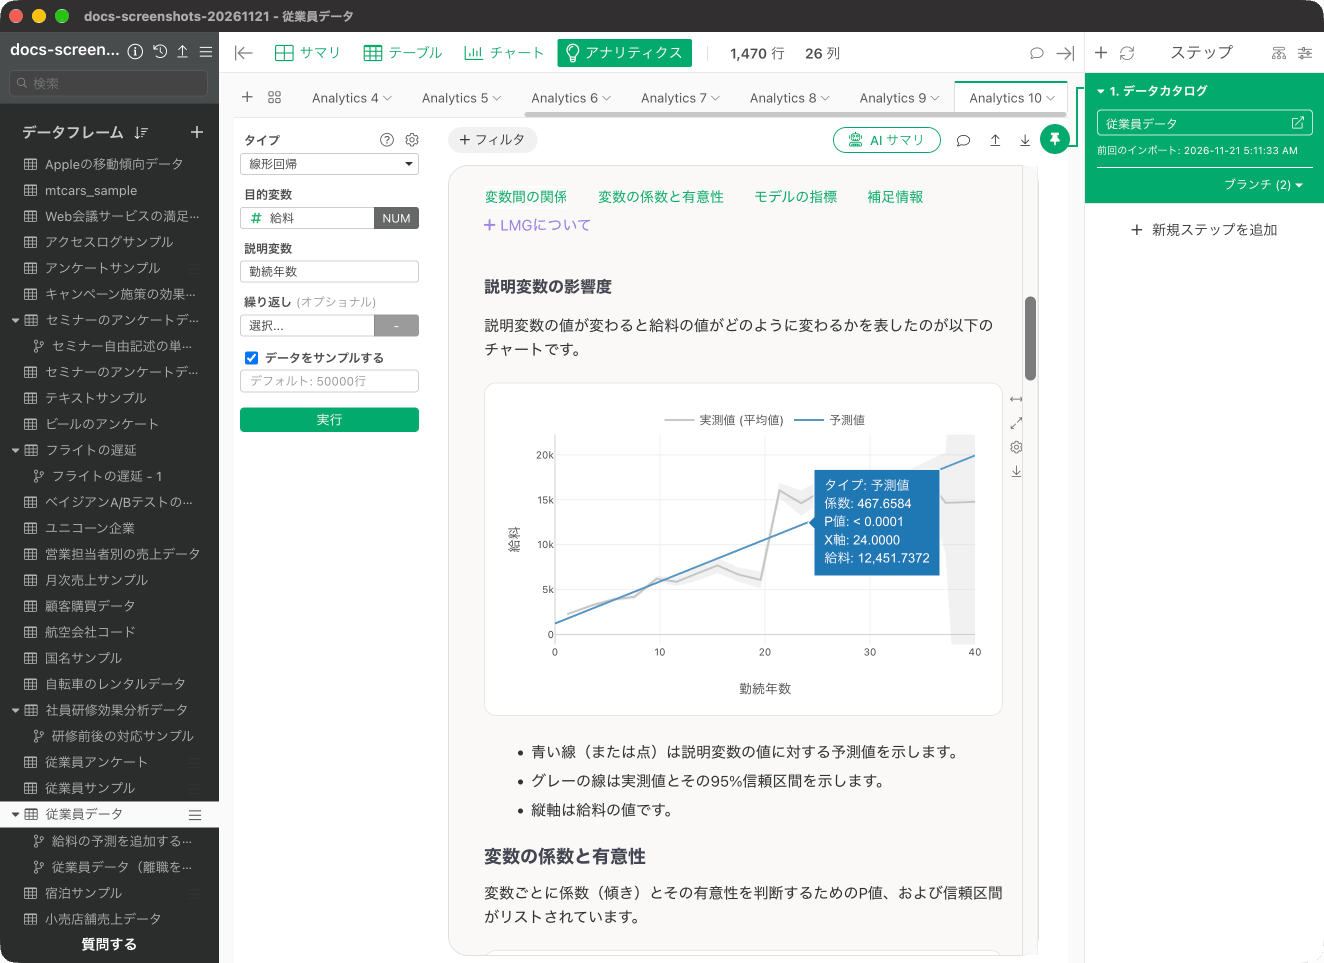 docs-screenshots-20261121 - 従業員データ
docs-screen...
検索
データフレーム
Appleの移動傾向データ
mtcars_sample
Web会議サービスの満足…
アクセスログサンプル
アンケートサンプル
キャンペーン施策の効果…
セミナーのアンケートデ…
セミナー自由記述の単…
セミナーのアンケートデ…
テキストサンプル
ビールのアンケート
フライトの遅延
フライトの遅延 - 1
ベイジアンA/Bテストの…
ユニコーン企業
営業担当者別の売上データ
月次売上サンプル
顧客購買データ
航空会社コード
国名サンプル
自転車のレンタルデータ
社員研修効果分析データ
研修前後の対応サンプル
従業員アンケート
従業員サンプル
従業員データ
給料の予測を追加する…
従業員データ（離職を…
宿泊サンプル
小売店舗売上データ
質問する
サマリ
テーブル
チャート
アナリティクス
1,470 行
26 列
Analytics 4
Analytics 5
Analytics 6
Analytics 7
Analytics 8
Analytics 9
Analytics 10
タイプ
線形回帰
目的変数
# 給料 NUM
説明変数
勤続年数
繰り返し (オプショナル)
選択... -
データをサンプルする
デフォルト: 50000行
実行
+ フィルタ
AI サマリ
変数間の関係
変数の係数と有意性
モデルの指標
補足情報
+ LMGについて
説明変数の影響度
説明変数の値が変わると給料の値がどのように変わるかを表したのが以下の
チャートです。
実測値 (平均値)
予測値
20k
15k
10k
5k
0
給料
0
10
20
30
40
勤続年数
タイプ: 予測値
係数: 467.6584
P値: < 0.0001
X軸: 24.0000
給料: 12,451.7372
• 青い線（または点）は説明変数の値に対する予測値を示します。
• グレーの線は実測値とその95%信頼区間を示します。
• 縦軸は給料の値です。
変数の係数と有意性
変数ごとに係数（傾き）とその有意性を判断するためのP値、および信頼区間
がリストされています。
ステップ
1. データカタログ
従業員データ
前回のインポート: 2026-11-21 5:11:33 AM
ブランチ (2)
+ 新規ステップを追加